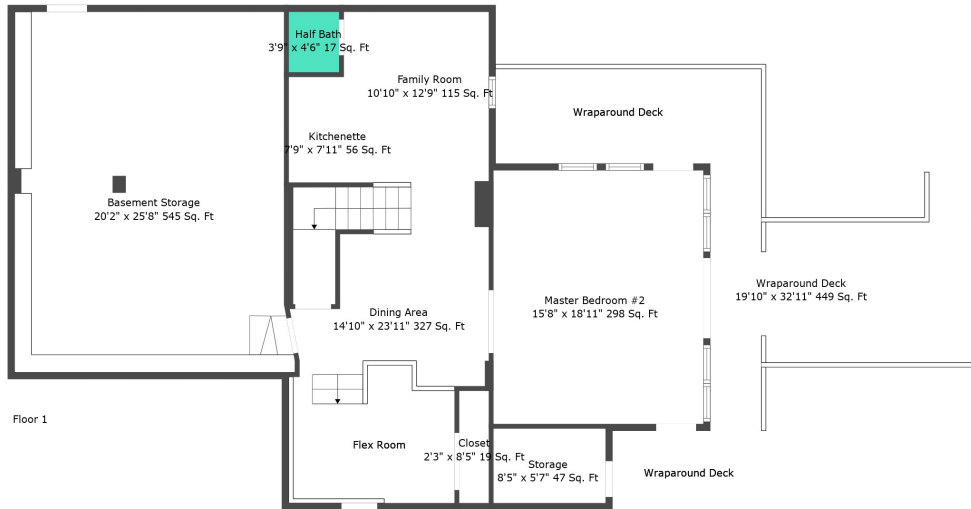 Half Bath
3'9" x 4'6" 17 Sq. Ft
Family Room
10'10" x 12'9" 115 Sq. Ft
Wraparound Deck
Kitchenette
7'9" x 7'11" 56 Sq. Ft
Basement Storage
20'2" x 25'8" 545 Sq. Ft
Wraparound Deck
19'10" x 32'11" 449 Sq. Ft
Master Bedroom #2
15'8" x 18'11" 298 Sq. Ft
Dining Area
14'10" x 23'11" 327 Sq. Ft
Floor 1
Flex Room
Closet
2'3" x 8'5" 19 Sq. Ft
Storage
8'5" x 5'7" 47 Sq. Ft
Wraparound Deck